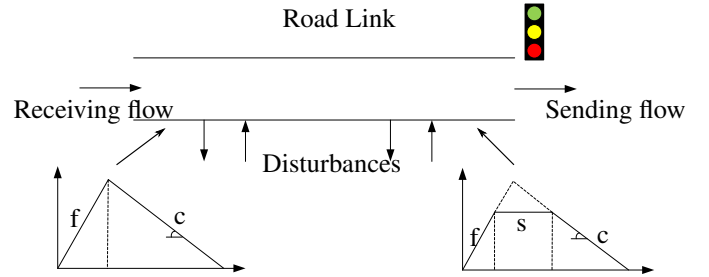 Road Link
Receiving flow
Sending flow
Disturbances
f
c
f
s
c